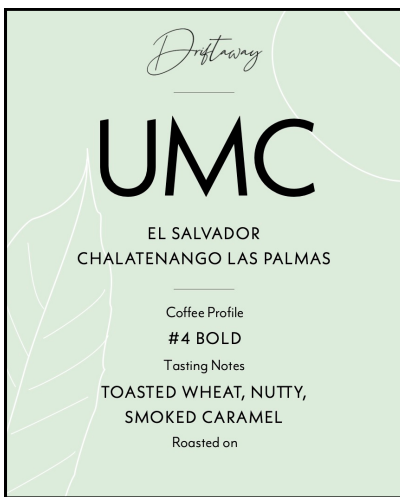 Driftaway
UMC
EL SALVADOR
CHALATENANGO LAS PALMAS
Coffee Profile
#4 BOLD
Tasting Notes
TOASTED WHEAT, NUTTY,
SMOKED CARAMEL
Roasted on